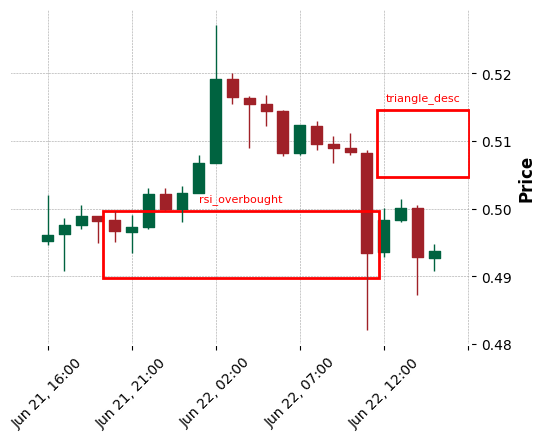 triangle_desc
rsi_overbought
0.52
0.51
0.50
0.49
0.48
Price
Jun 21, 16:00
Jun 21, 21:00
Jun 22, 02:00
Jun 22, 07:00
Jun 22, 12:00